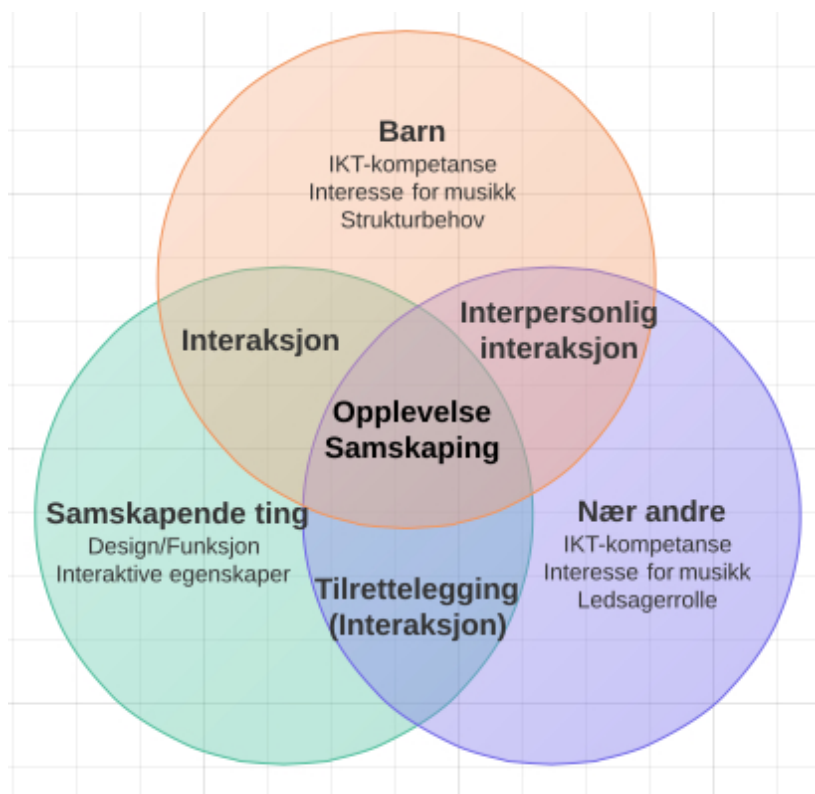 Barn
IKT-kompetanse
Interesse for musikk
Strukturbehov
Interaksjon
Interpersonlig
interaksjon
Opplevelse
Samskaping
Samskapende ting
Design/Funksjon
Interaktive egenskaper
Nær andre
IKT-kompetanse
Interesse for musikk
Ledsagerrolle
Tilrettelegging
(Interaksjon)